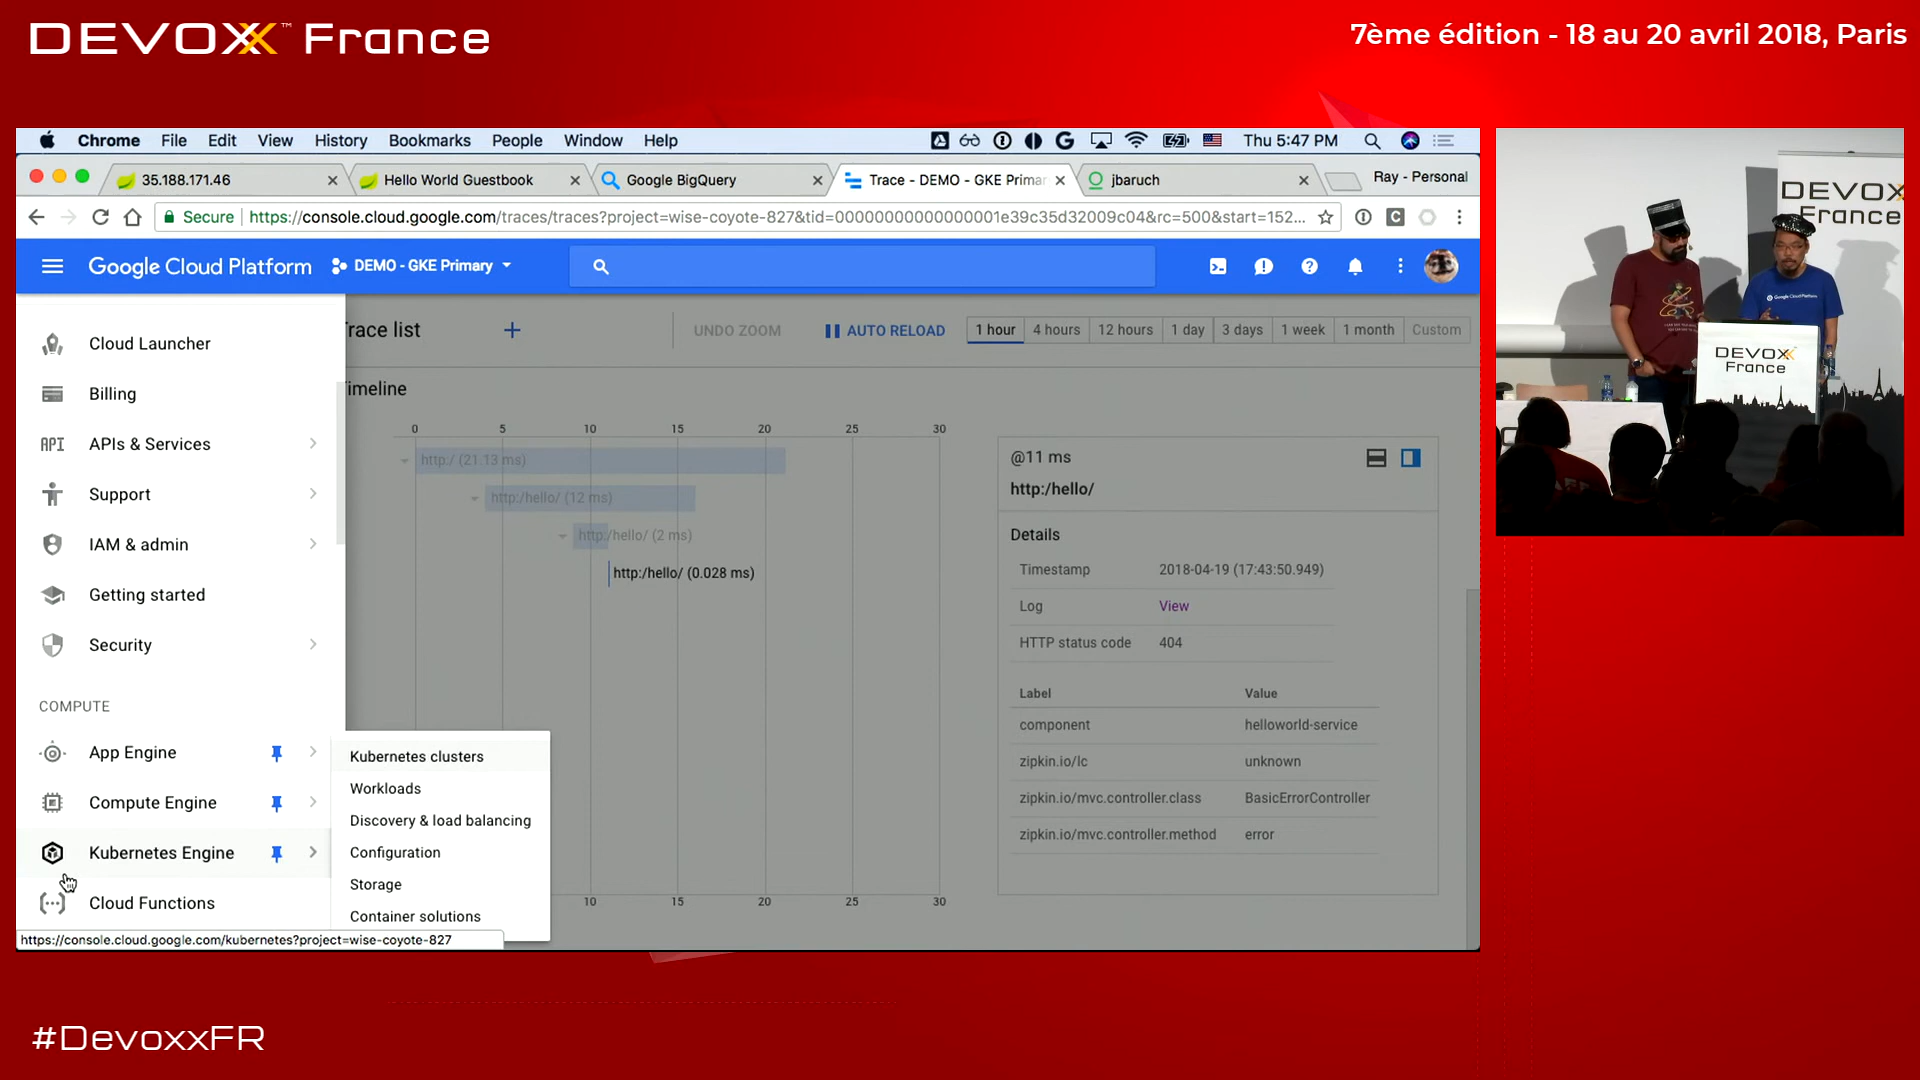 DEVOXX™ France
7ème édition - 18 au 20 avril 2018, Paris
Chrome File Edit View History Bookmarks People Window Help
Thu 5:47 PM
35.188.171.46
Hello World Guestbook
Google BigQuery
Trace - DEMO - GKE Primar
jbaruch
Ray - Personal
Secure https://console.cloud.google.com/traces/traces?project=wise-coyote-827&tid=00000000000000001e39c35d32009c04&rc=500&start=152...
Google Cloud Platform
DEMO - GKE Primary
Cloud Launcher
Billing
API APIs & Services
Support
IAM & admin
Getting started
Security
COMPUTE
App Engine
Compute Engine
Kubernetes Engine
Cloud Functions
Kubernetes clusters
Workloads
Discovery & load balancing
Configuration
Storage
Container solutions
https://console.cloud.google.com/kubernetes?project=wise-coyote-827
Trace list
UNDO ZOOM
AUTO RELOAD
1 hour 4 hours 12 hours 1 day 3 days 1 week 1 month Custom
Timeline
0 5 10 15 20 25 30
http:/ (21.13 ms)
http:/hello/ (12 ms)
http:/hello/ (2 ms)
http:/hello/ (0.028 ms)
10 15 20 25 30
@11 ms
http:/hello/
Details
Timestamp 2018-04-19 (17:43:50.949)
Log View
HTTP status code 404
Label Value
component helloworld-service
zipkin.io/lc unknown
zipkin.io/mvc.controller.class BasicErrorController
zipkin.io/mvc.controller.method error
DEVOXX
France
Google Cloud Platform
DEVOXX
France
#DevoxxFR